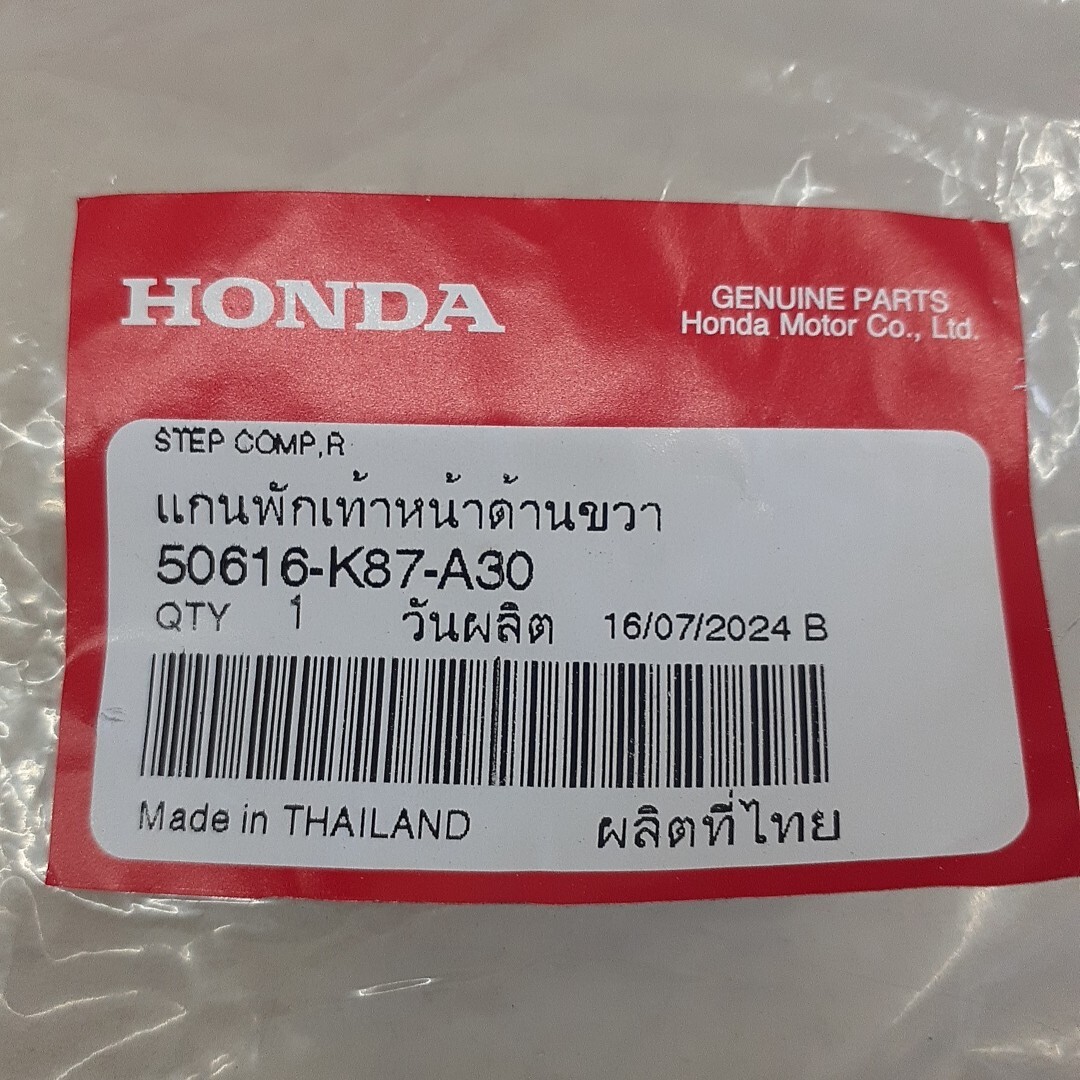 HONDA
GENUINE PARTS
Honda Motor Co., Ltd.
STEP COMP,R
แกนพักเท้าหน้าด้านขวา
50616-K87-A30
QTY 1 วันผลิต 16/07/2024 B
Made in THAILAND ผลิตที่ไทย